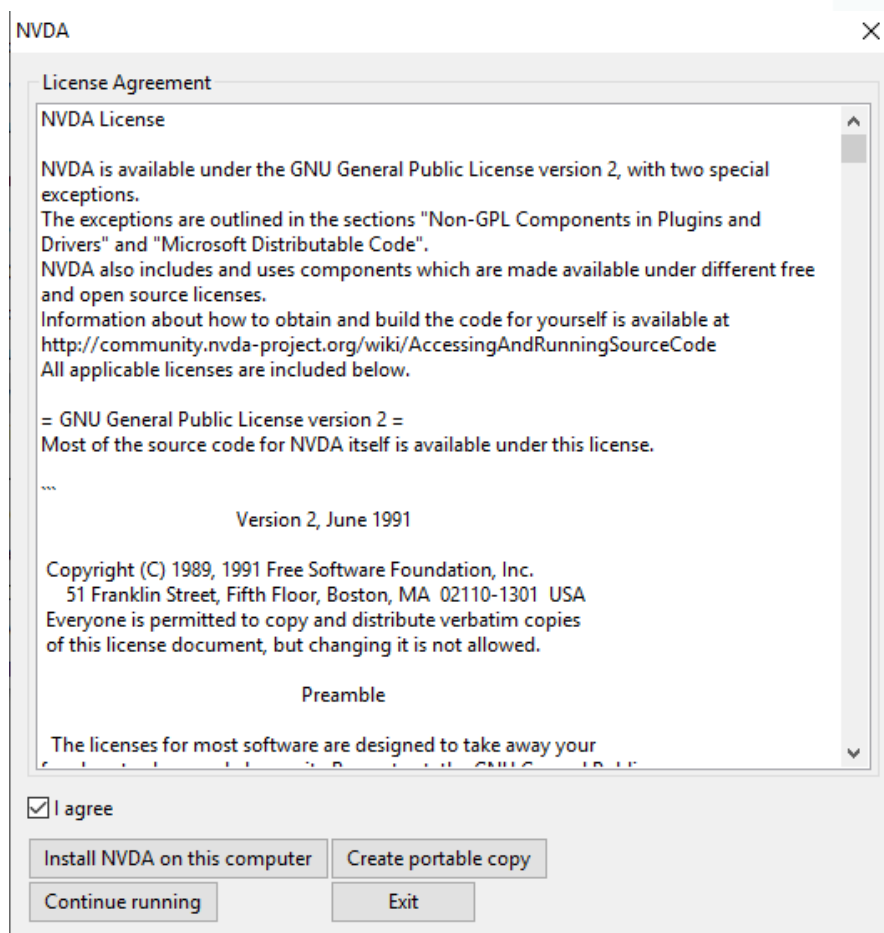 NVDA
License Agreement
NVDA License
NVDA is available under the GNU General Public License version 2, with two special
exceptions.
The exceptions are outlined in the sections "Non-GPL Components in Plugins and
Drivers" and "Microsoft Distributable Code".
NVDA also includes and uses components which are made available under different free
and open source licenses.
Information about how to obtain and build the code for yourself is available at
http://community.nvda-project.org/wiki/AccessingAndRunningSourceCode
All applicable licenses are included below.
= GNU General Public License version 2 =
Most of the source code for NVDA itself is available under this license.
```
Version 2, June 1991
Copyright (C) 1989, 1991 Free Software Foundation, Inc.
51 Franklin Street, Fifth Floor, Boston, MA  02110-1301  USA
Everyone is permitted to copy and distribute verbatim copies
of this license document, but changing it is not allowed.
Preamble
The licenses for most software are designed to take away your
I agree
Install NVDA on this computer
Create portable copy
Continue running
Exit